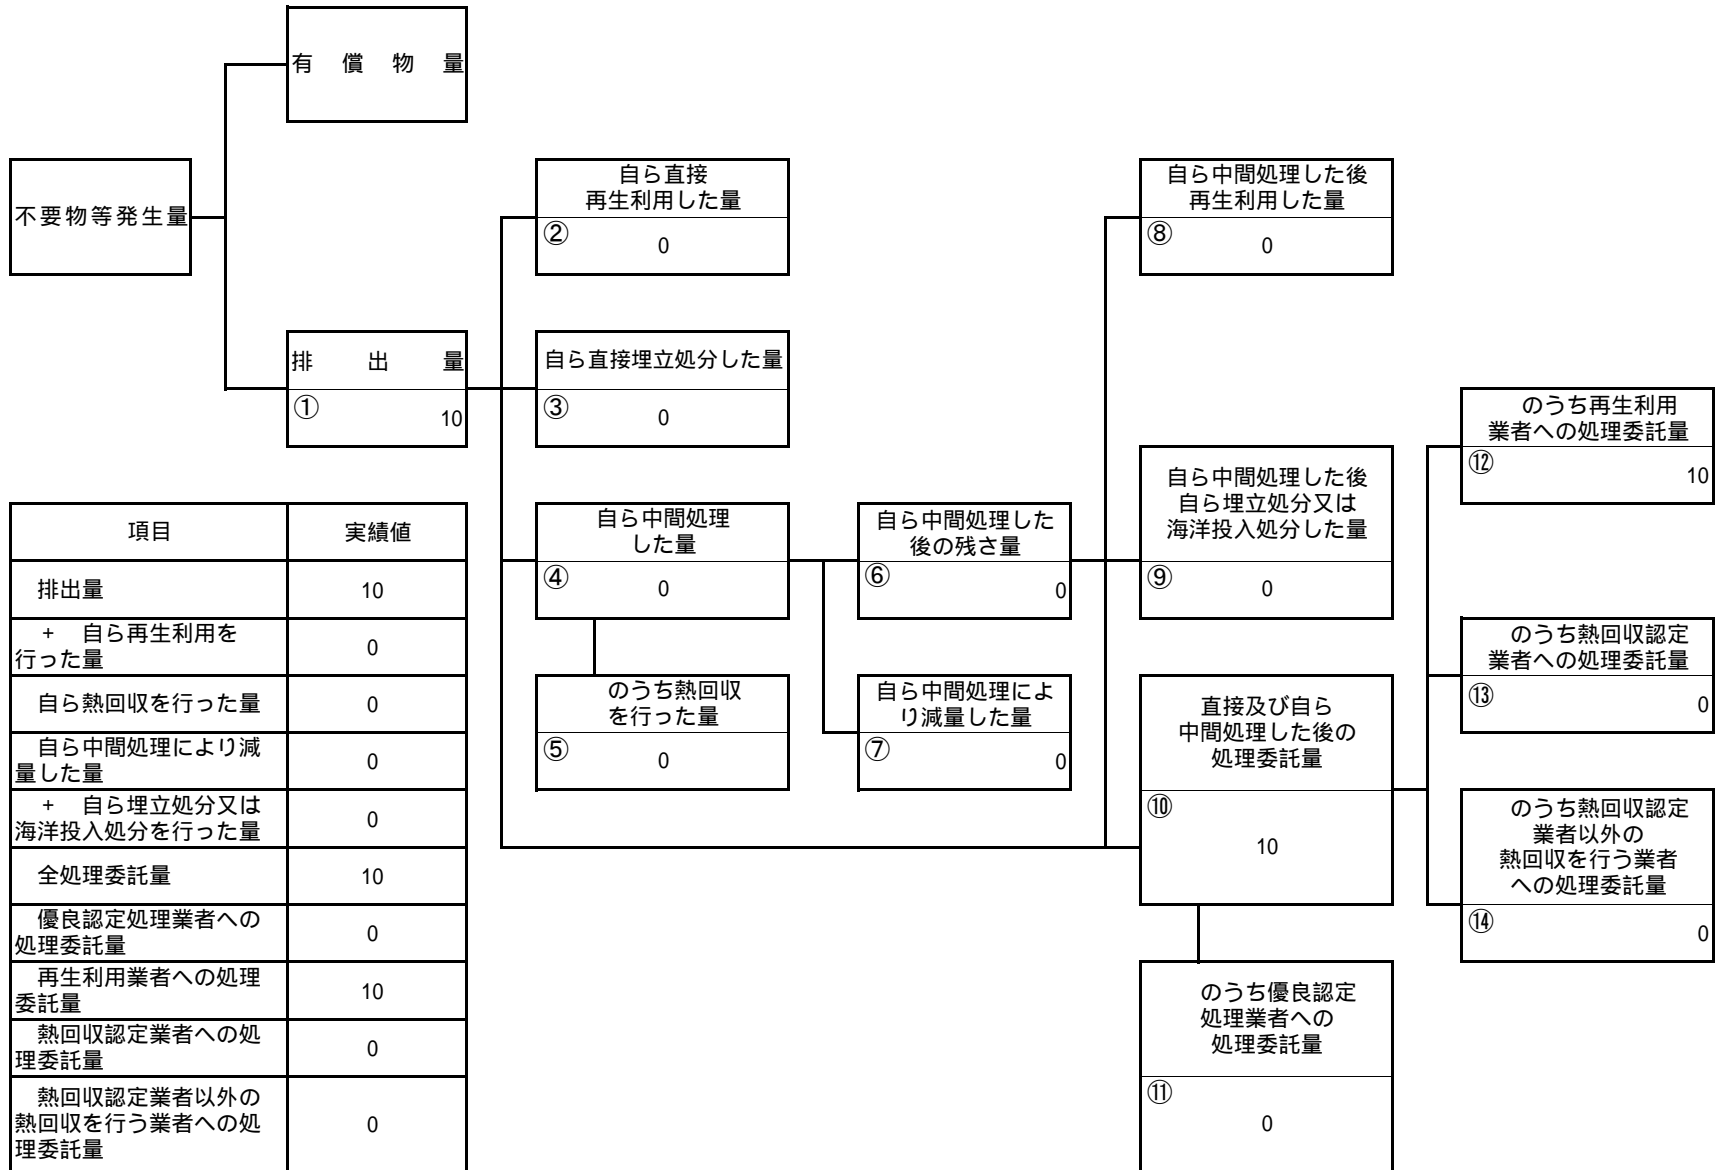 有償物量
不要物等発生量
自ら直接
再生利用した量
② 0
自ら中間処理した後
再生利用した量
⑧ 0
排出量
① 10
自ら直接埋立処分した量
③ 0
のうち再生利用
業者への処理委託量
⑫ 10
自ら中間処理
した量
④ 0
自ら中間処理した
後の残さ量
⑥ 0
自ら中間処理した後
自ら埋立処分又は
海洋投入処分した量
⑨ 0
のうち熱回収認定
業者への処理委託量
⑬ 0
のうち熱回収
を行った量
⑤ 0
自ら中間処理によ
り減量した量
⑦ 0
直接及び自ら
中間処理した後の
処理委託量
⑩
10
のうち熱回収認定
業者以外の
熱回収を行う業者
への処理委託量
⑭ 0
のうち優良認定
処理業者への
処理委託量
⑪
0
項目 実績値
排出量 10
+ 自ら再生利用を
行った量 0
自ら熱回収を行った量 0
自ら中間処理により減
量した量 0
+ 自ら埋立処分又は
海洋投入処分を行った量 0
全処理委託量 10
優良認定処理業者への
処理委託量 0
再生利用業者への処理
委託量 10
熱回収認定業者への処
理委託量 0
熱回収認定業者以外の
熱回収を行う業者への処
理委託量 0